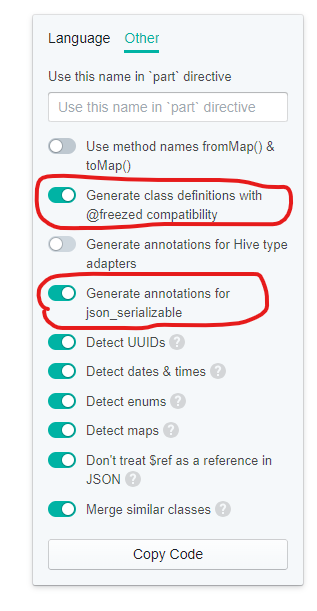 Language Other
Use this name in `part` directive
Use this name in `part` directive
Use method names fromMap() &
toMap()
Generate class definitions with
@freezed compatibility
Generate annotations for Hive type
adapters
Generate annotations for
json_serializable
Detect UUIDs ?
Detect dates & times ?
Detect enums ?
Detect maps ?
Don't treat $ref as a reference in
JSON ?
Merge similar classes ?
Copy Code